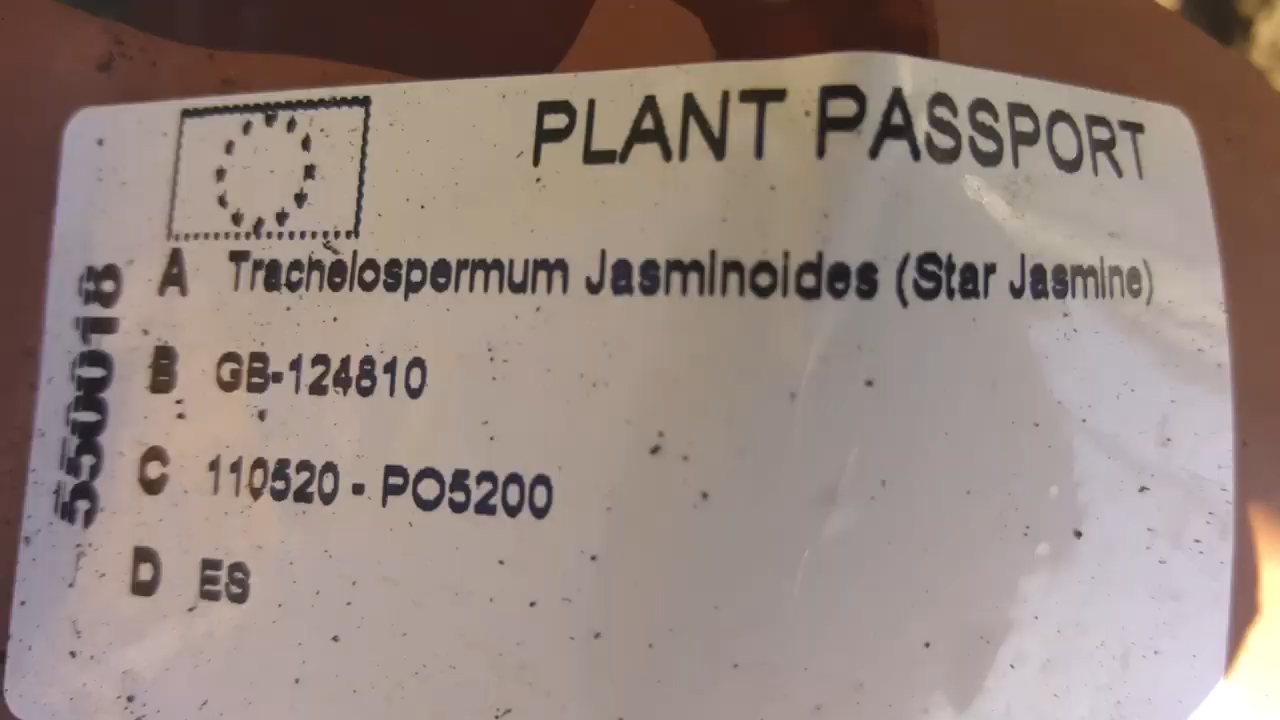 PLANT PASSPORT
A Trachelospermum Jasminoides (Star Jasmine)
B GB-124810
C 110520 - PO5200
D ES
550018